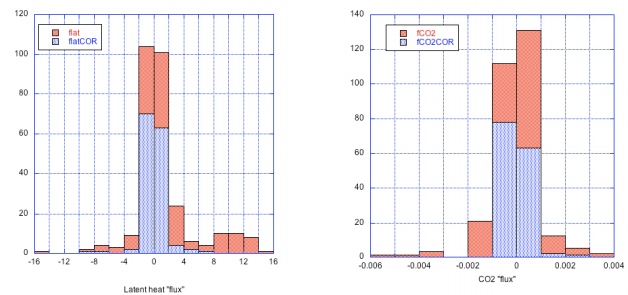 120
flat
flatCOR
100
80
60
40
20
0
-16 -12 -8 -4 0 4 8 12 16
Latent heat "flux"
140
fCO2
fCO2COR
120
100
80
60
40
20
0
-0.006 -0.004 -0.002 0 0.002 0.004
CO2 "flux"